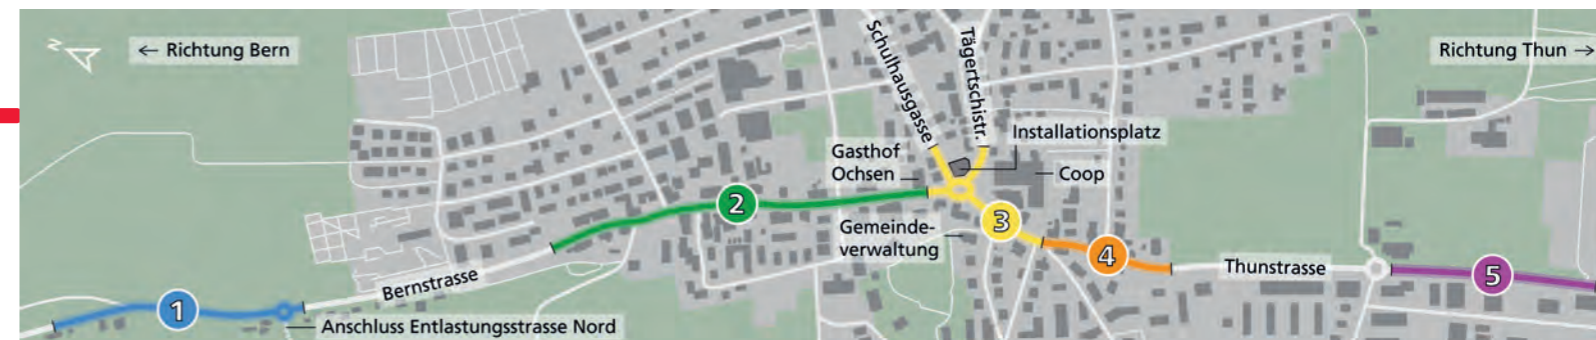 N
← Richtung Bern
Schulhausgasse
Tägertschistr.
Richtung Thun →
Installationsplatz
Gasthof
Ochsen
Coop
2
3
Gemeinde-
verwaltung
4
Thunstrasse
5
Bernstrasse
1
Anschluss Entlastungsstrasse Nord